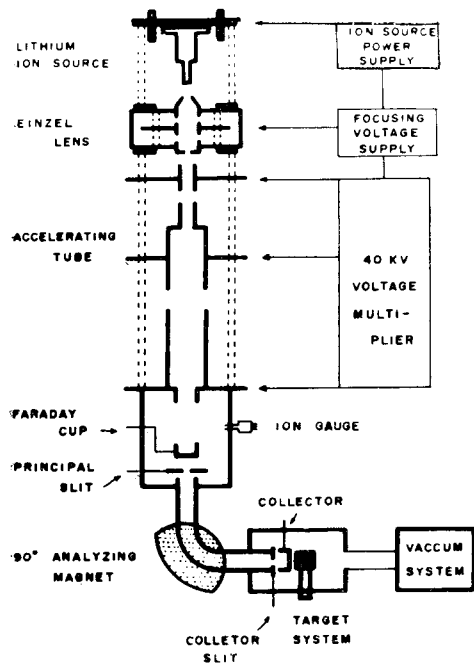 LITHIUM
ION SOURCE
ION SOURCE
POWER
SUPPLY
EINZEL
LENS
FOCUSING
VOLTAGE
SUPPLY
ACCELERATING
TUBE
40 KV
VOLTAGE
MULTI-
PLIER
FARADAY
CUP
ION GAUGE
PRINCIPAL
SLIT
COLLECTOR
90° ANALYZING
MAGNET
VACCUM
SYSTEM
TARGET
SYSTEM
COLLETOR
SLIT